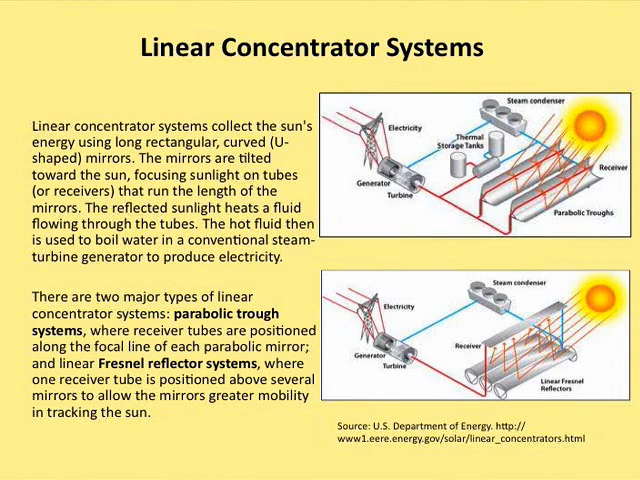 Linear Concentrator Systems
Linear concentrator systems collect the sun's
energy using long rectangular, curved (U-
shaped) mirrors. The mirrors are tilted
toward the sun, focusing sunlight on tubes
(or receivers) that run the length of the
mirrors. The reflected sunlight heats a fluid
flowing through the tubes. The hot fluid then
is used to boil water in a conventional steam-
turbine generator to produce electricity.
There are two major types of linear
concentrator systems: parabolic trough
systems, where receiver tubes are positioned
along the focal line of each parabolic mirror;
and linear Fresnel reflector systems, where
one receiver tube is positioned above several
mirrors to allow the mirrors greater mobility
in tracking the sun.
Steam condenser
Electricity
Thermal
Storage Tanks
Receiver
Generator
Turbine
Parabolic Troughs
Steam condenser
Electricity
Receiver
Generator
Turbine
Linear Fresnel
Reflectors
Source: U.S. Department of Energy. http://
www1.eere.energy.gov/solar/linear_concentrators.html